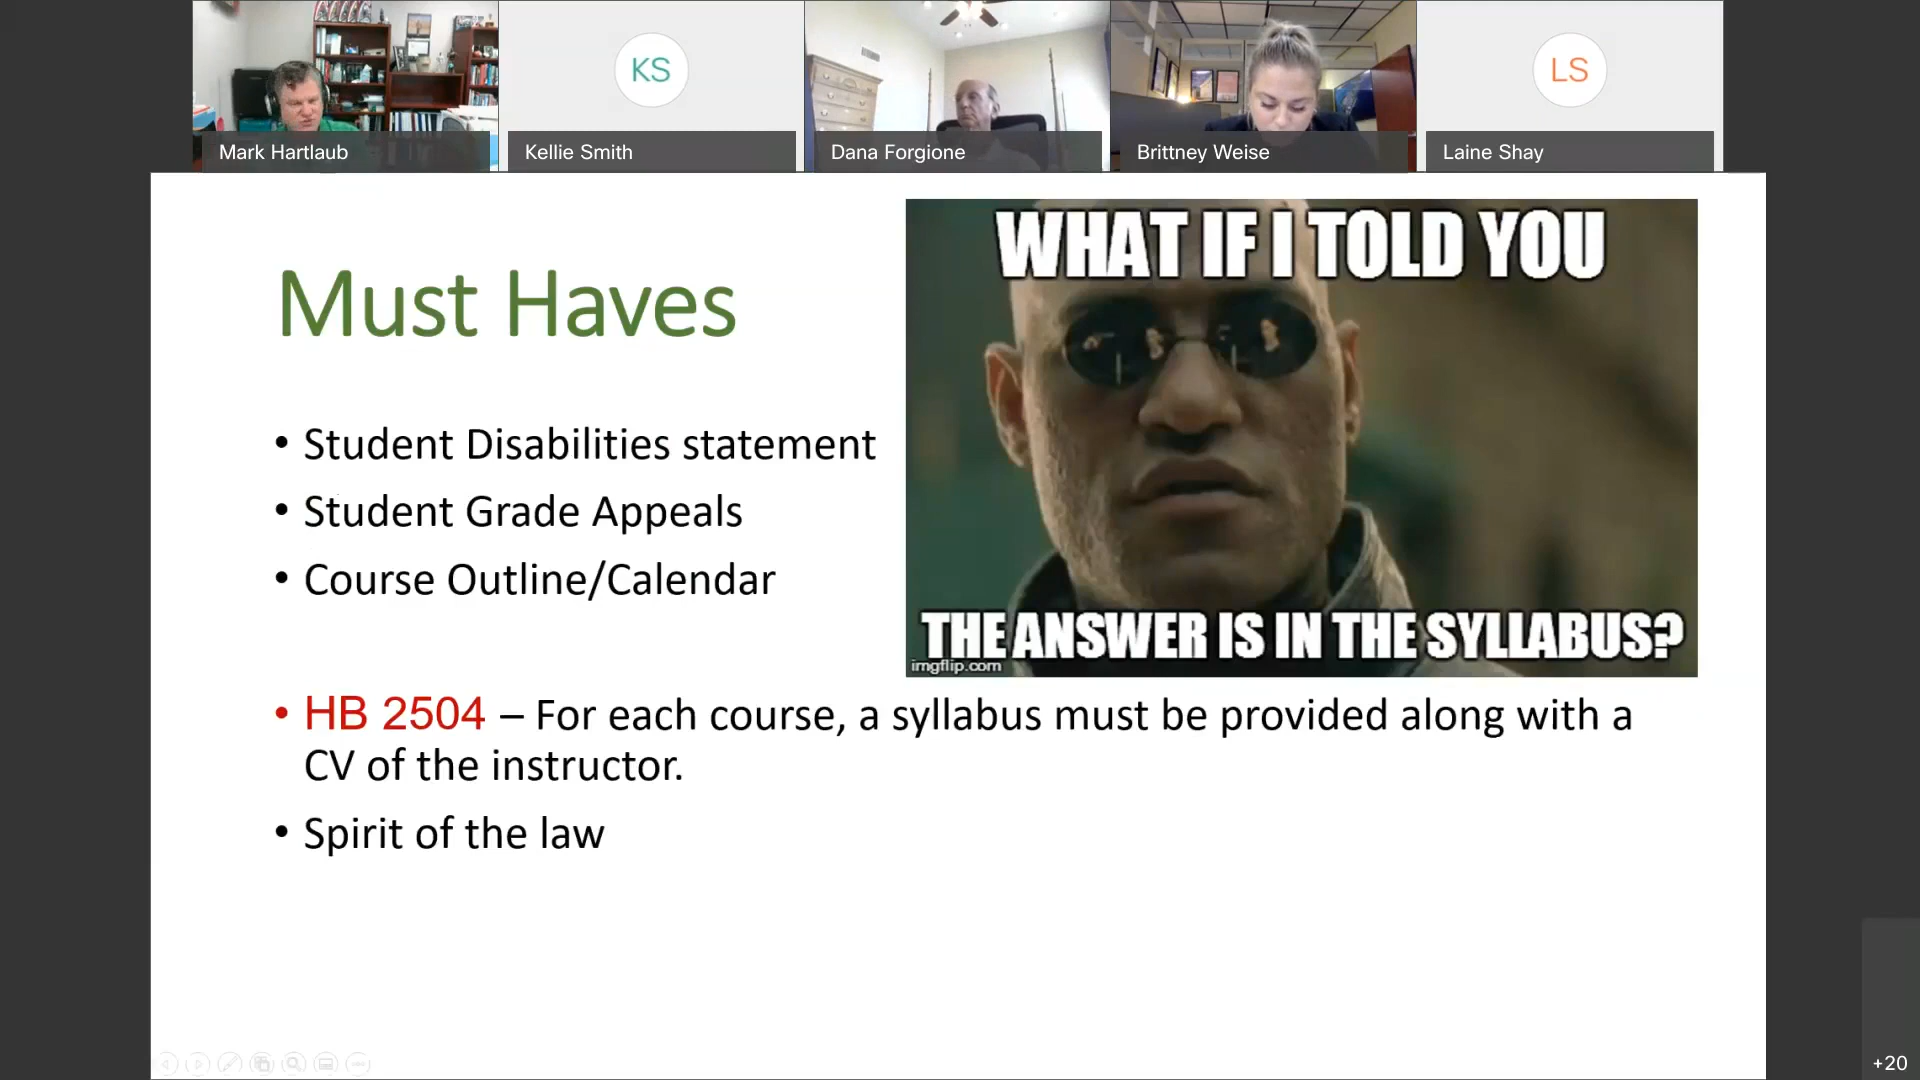 Mark Hartlaub
KS
Kellie Smith
Dana Forgione
Brittney Weise
LS
Laine Shay
Must Haves
WHAT IF I TOLD YOU
THE ANSWER IS IN THE SYLLABUS?
imgflip.com
• Student Disabilities statement
• Student Grade Appeals
• Course Outline/Calendar
• HB 2504 – For each course, a syllabus must be provided along with a
CV of the instructor.
• Spirit of the law
+20